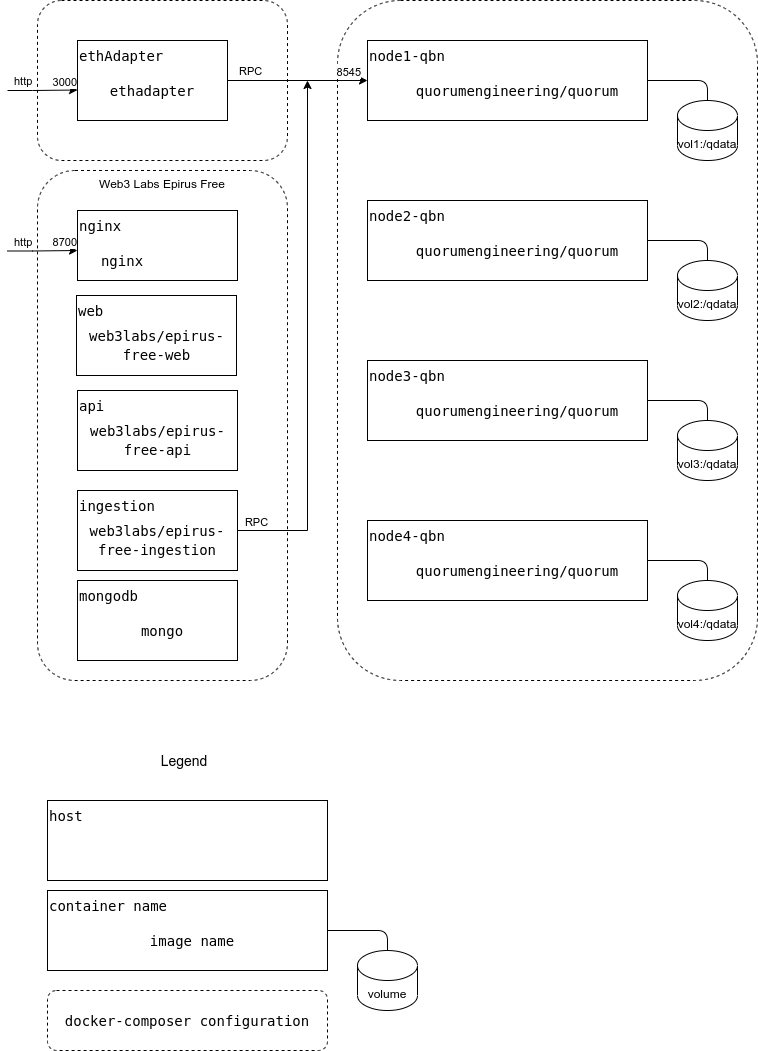 ethAdapter
ethadapter
http
3000
RPC
8545
node1-qbn
quorumengineering/quorum
vol1:/qdata
Web3 Labs Epirus Free
nginx
nginx
http
8700
web
web3labs/epirus-
free-web
api
web3labs/epirus-
free-api
ingestion
web3labs/epirus-
free-ingestion
RPC
mongodb
mongo
node2-qbn
quorumengineering/quorum
vol2:/qdata
node3-qbn
quorumengineering/quorum
vol3:/qdata
node4-qbn
quorumengineering/quorum
vol4:/qdata
Legend
host
container name
image name
volume
docker-composer configuration